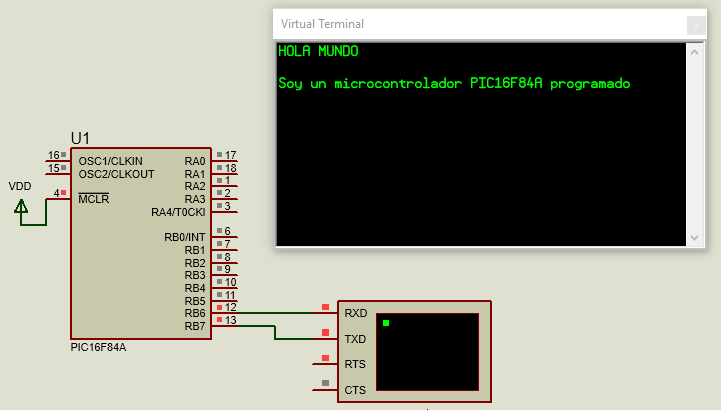 Virtual Terminal
HOLA MUNDO
Soy un microcontrolador PIC16F84A programado
U1
16 OSC1/CLKIN RA0 17
15 OSC2/CLKOUT RA1 18
RA2 1
VDD
4 MCLR RA3 2
RA4/T0CKI 3
RB0/INT 6
RB1 7
RB2 8
RB3 9
RB4 10
RB5 11
RB6 12
RB7 13
PIC16F84A
RXD
TXD
RTS
CTS